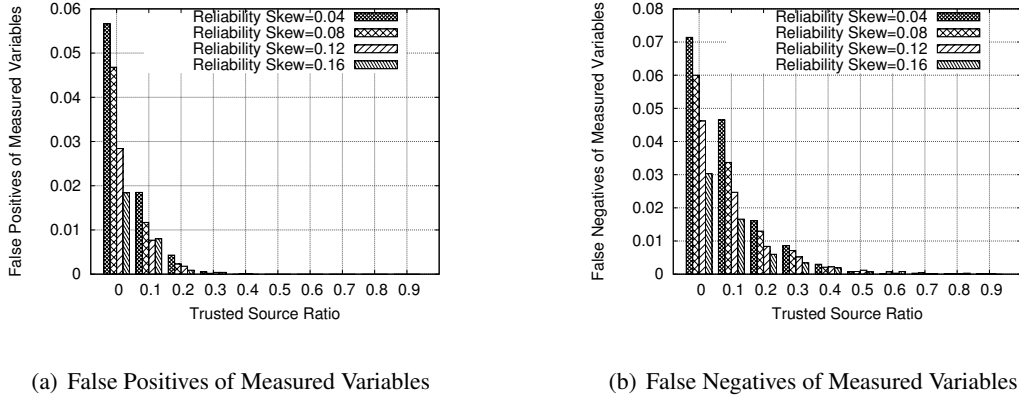 0.06
0.05
0.04
0.03
0.02
0.01
0
False Positives of Measured Variables
Reliability Skew=0.04
Reliability Skew=0.08
Reliability Skew=0.12
Reliability Skew=0.16
0 0.1 0.2 0.3 0.4 0.5 0.6 0.7 0.8 0.9
Trusted Source Ratio
(a) False Positives of Measured Variables
0.08
0.07
0.06
0.05
0.04
0.03
0.02
0.01
0
False Negatives of Measured Variables
Reliability Skew=0.04
Reliability Skew=0.08
Reliability Skew=0.12
Reliability Skew=0.16
0 0.1 0.2 0.3 0.4 0.5 0.6 0.7 0.8 0.9
Trusted Source Ratio
(b) False Negatives of Measured Variables